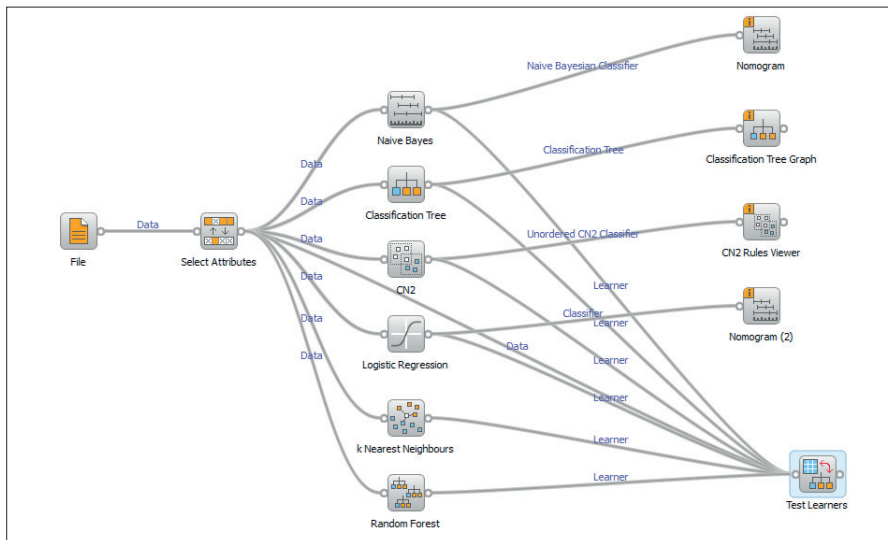 Naive Bayesian Classifier
Nomogram
Naive Bayes
Data
Classification Tree
Classification Tree Graph
Data
Classification Tree
Data
File
Select Attributes
Data
Unordered CN2 Classifier
CN2 Rules Viewer
CN2
Data
Learner
Classifier
Learner
Nomogram (2)
Data
Data
Logistic Regression
Learner
Data
Learner
k Nearest Neighbours
Learner
Learner
Random Forest
Test Learners